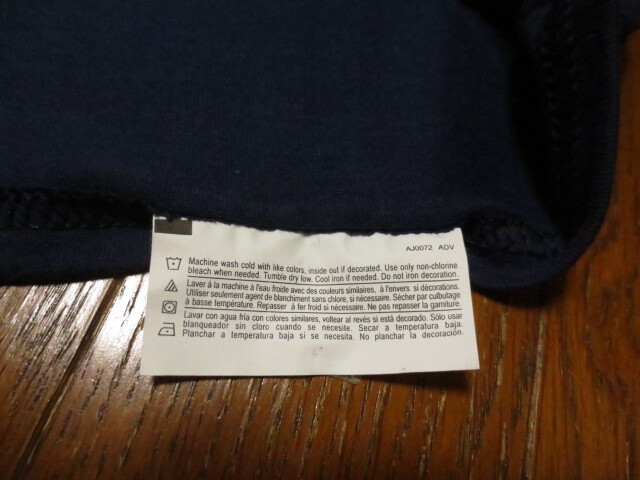 AJ0072 ADV
Machine wash cold with like colors, inside out if decorated. Use only non-chlorine
bleach when needed. Tumble dry low. Cool iron if needed. Do not iron decoration.
Laver à la machine à l'eau froide avec des couleurs similaires, à l'envers. si décorations.
Utiliser seulement agent de blanchiment sans chlore, si nécessaire. Sécher par culbutage
à basse température. Repasser à fer froid si nécessaire. Ne pas repasser la garniture.
Lavar con agua fría con colores similares, voltear al revés si está decorado. Sólo usar
blanqueador sin cloro cuando se necesite. Secar a temperatura baja.
Planchar a temperatura baja si se necesita. No planchar la decoración.